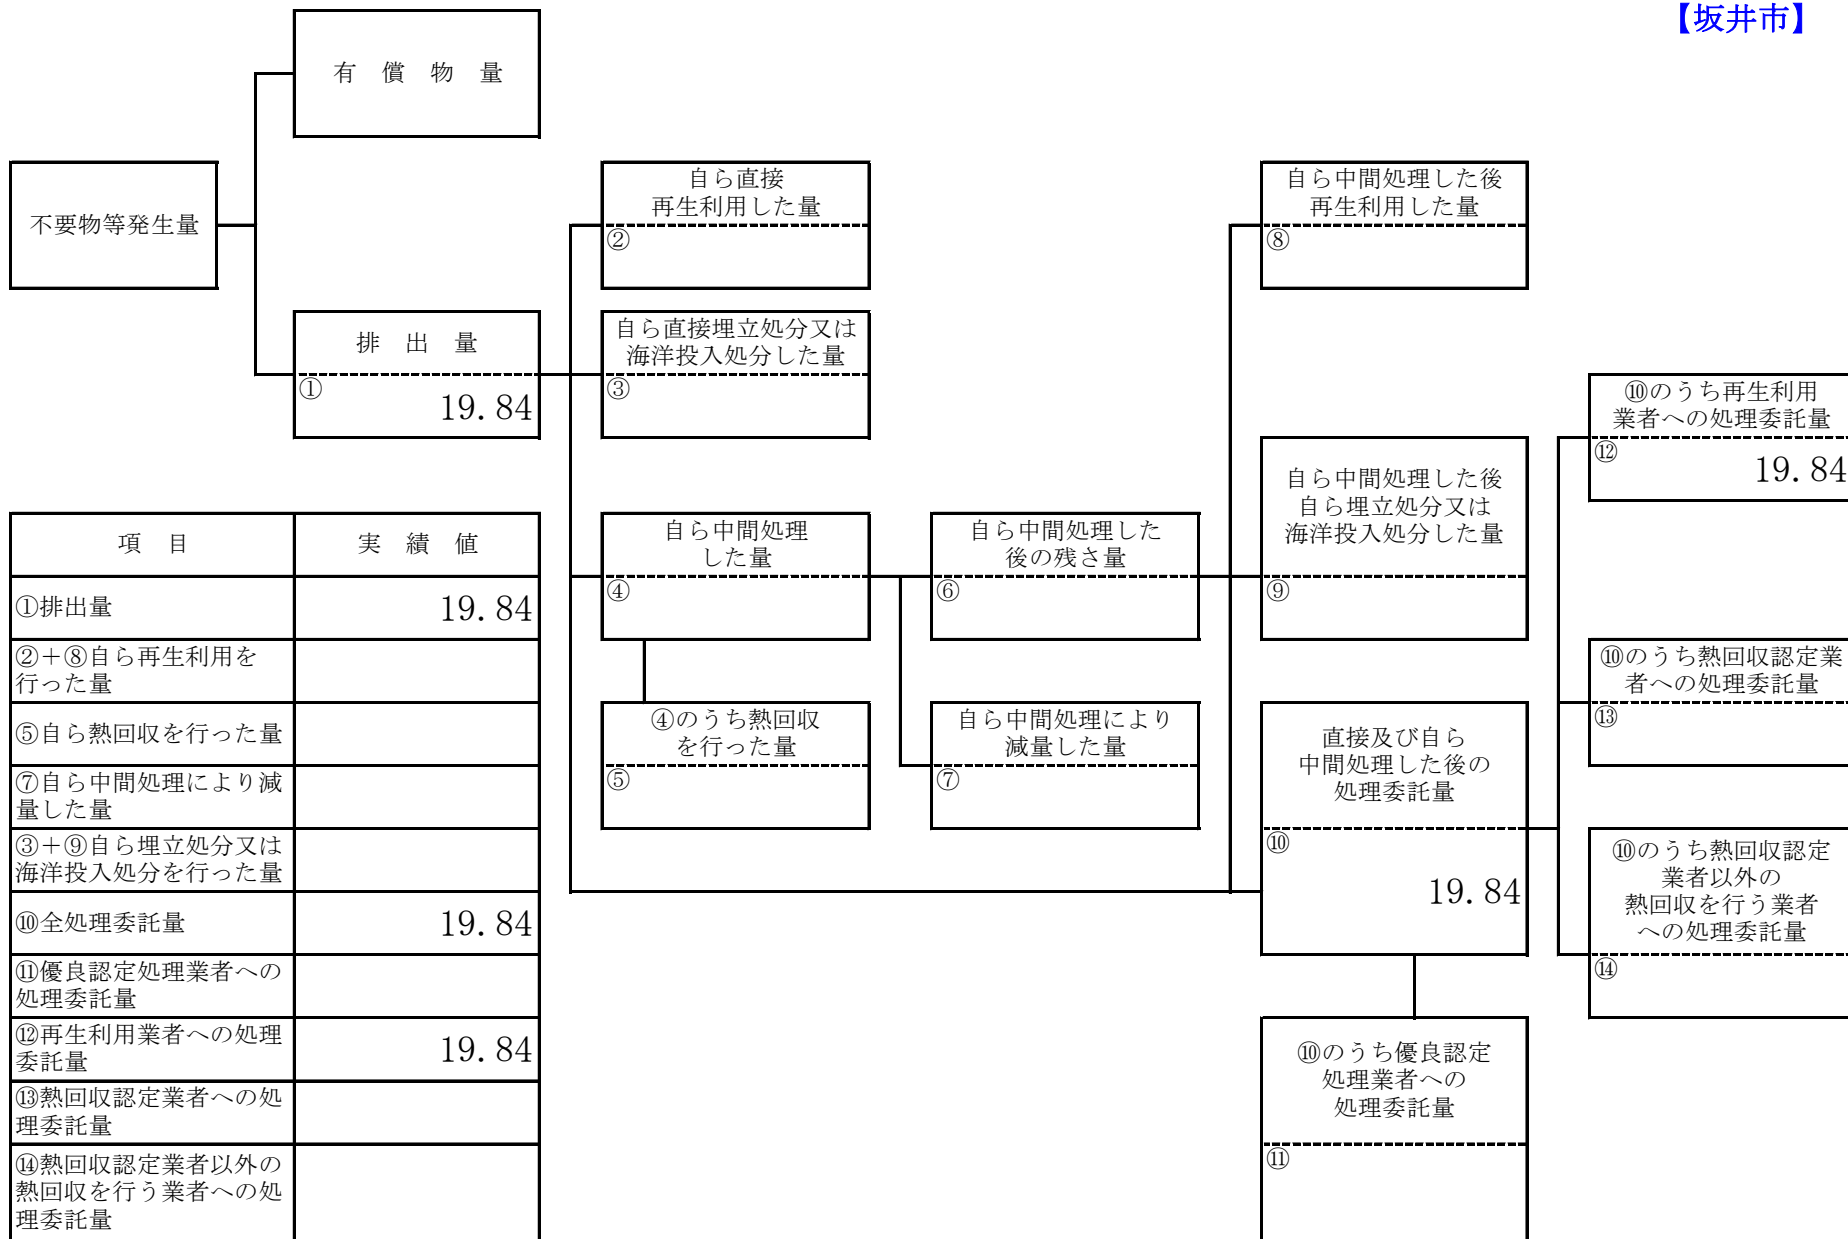 【坂井市】
有 償 物 量
不要物等発生量
自ら直接
再生利用した量
②
自ら中間処理した後
再生利用した量
⑧
排 出 量
①
19.84
自ら直接埋立処分又は
海洋投入処分した量
③
⑩のうち再生利用
業者への処理委託量
⑫
19.84
自ら中間処理した後
自ら埋立処分又は
海洋投入処分した量
⑨
自ら中間処理
した量
④
自ら中間処理した
後の残さ量
⑥
④のうち熱回収
を行った量
⑤
自ら中間処理により
減量した量
⑦
直接及び自ら
中間処理した後の
処理委託量
⑩
19.84
⑩のうち熱回収認定業
者への処理委託量
⑬
⑩のうち熱回収認定
業者以外の
熱回収を行う業者
への処理委託量
⑭
⑩のうち優良認定
処理業者への
処理委託量
⑪
項 目
実 績 値
①排出量
19.84
②＋⑧自ら再生利用を
行った量
⑤自ら熱回収を行った量
⑦自ら中間処理により減
量した量
③＋⑨自ら埋立処分又は
海洋投入処分を行った量
⑩全処理委託量
19.84
⑪優良認定処理業者への
処理委託量
⑫再生利用業者への処理
委託量
19.84
⑬熱回収認定業者への処
理委託量
⑭熱回収認定業者以外の
熱回収を行う業者への処
理委託量